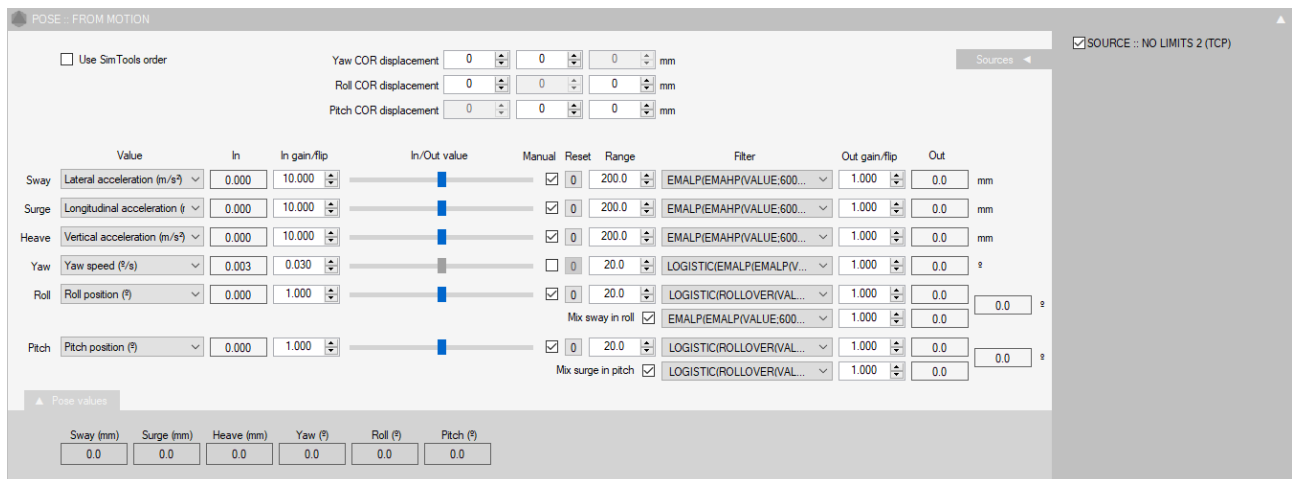 POSE :: FROM MOTION
SOURCE :: NO LIMITS 2 (TCP)
Use SimTools order
Yaw COR displacement 0 0 0 mm
Sources
Roll COR displacement 0 0 0 mm
Pitch COR displacement 0 0 0 mm
Value In In gain/flip In/Out value Manual Reset Range Filter Out gain/flip Out
Sway Lateral acceleration (m/s²) 0.000 10.000 0 200.0 EMALP(EMAHP(VALUE;600... 1.000 0.0 mm
Surge Longitudinal acceleration (r 0.000 10.000 0 200.0 EMALP(EMAHP(VALUE;600... 1.000 0.0 mm
Heave Vertical acceleration (m/s²) 0.000 10.000 0 200.0 EMALP(EMAHP(VALUE;600... 1.000 0.0 mm
Yaw Yaw speed (º/s) 0.003 0.030 0 20.0 LOGISTIC(EMALP(EMALP(V... 1.000 0.0 º
Roll Roll position (º) 0.000 1.000 0 20.0 LOGISTIC(ROLLOVER(VAL... 1.000 0.0
0.0 º
Mix sway in roll EMALP(EMALP(VALUE;600... 1.000 0.0
Pitch Pitch position (º) 0.000 1.000 0 20.0 LOGISTIC(ROLLOVER(VAL... 1.000 0.0
0.0 º
Mix surge in pitch LOGISTIC(ROLLOVER(VAL... 1.000 0.0
Pose values
Sway (mm) Surge (mm) Heave (mm) Yaw (º) Roll (º) Pitch (º)
0.0 0.0 0.0 0.0 0.0 0.0